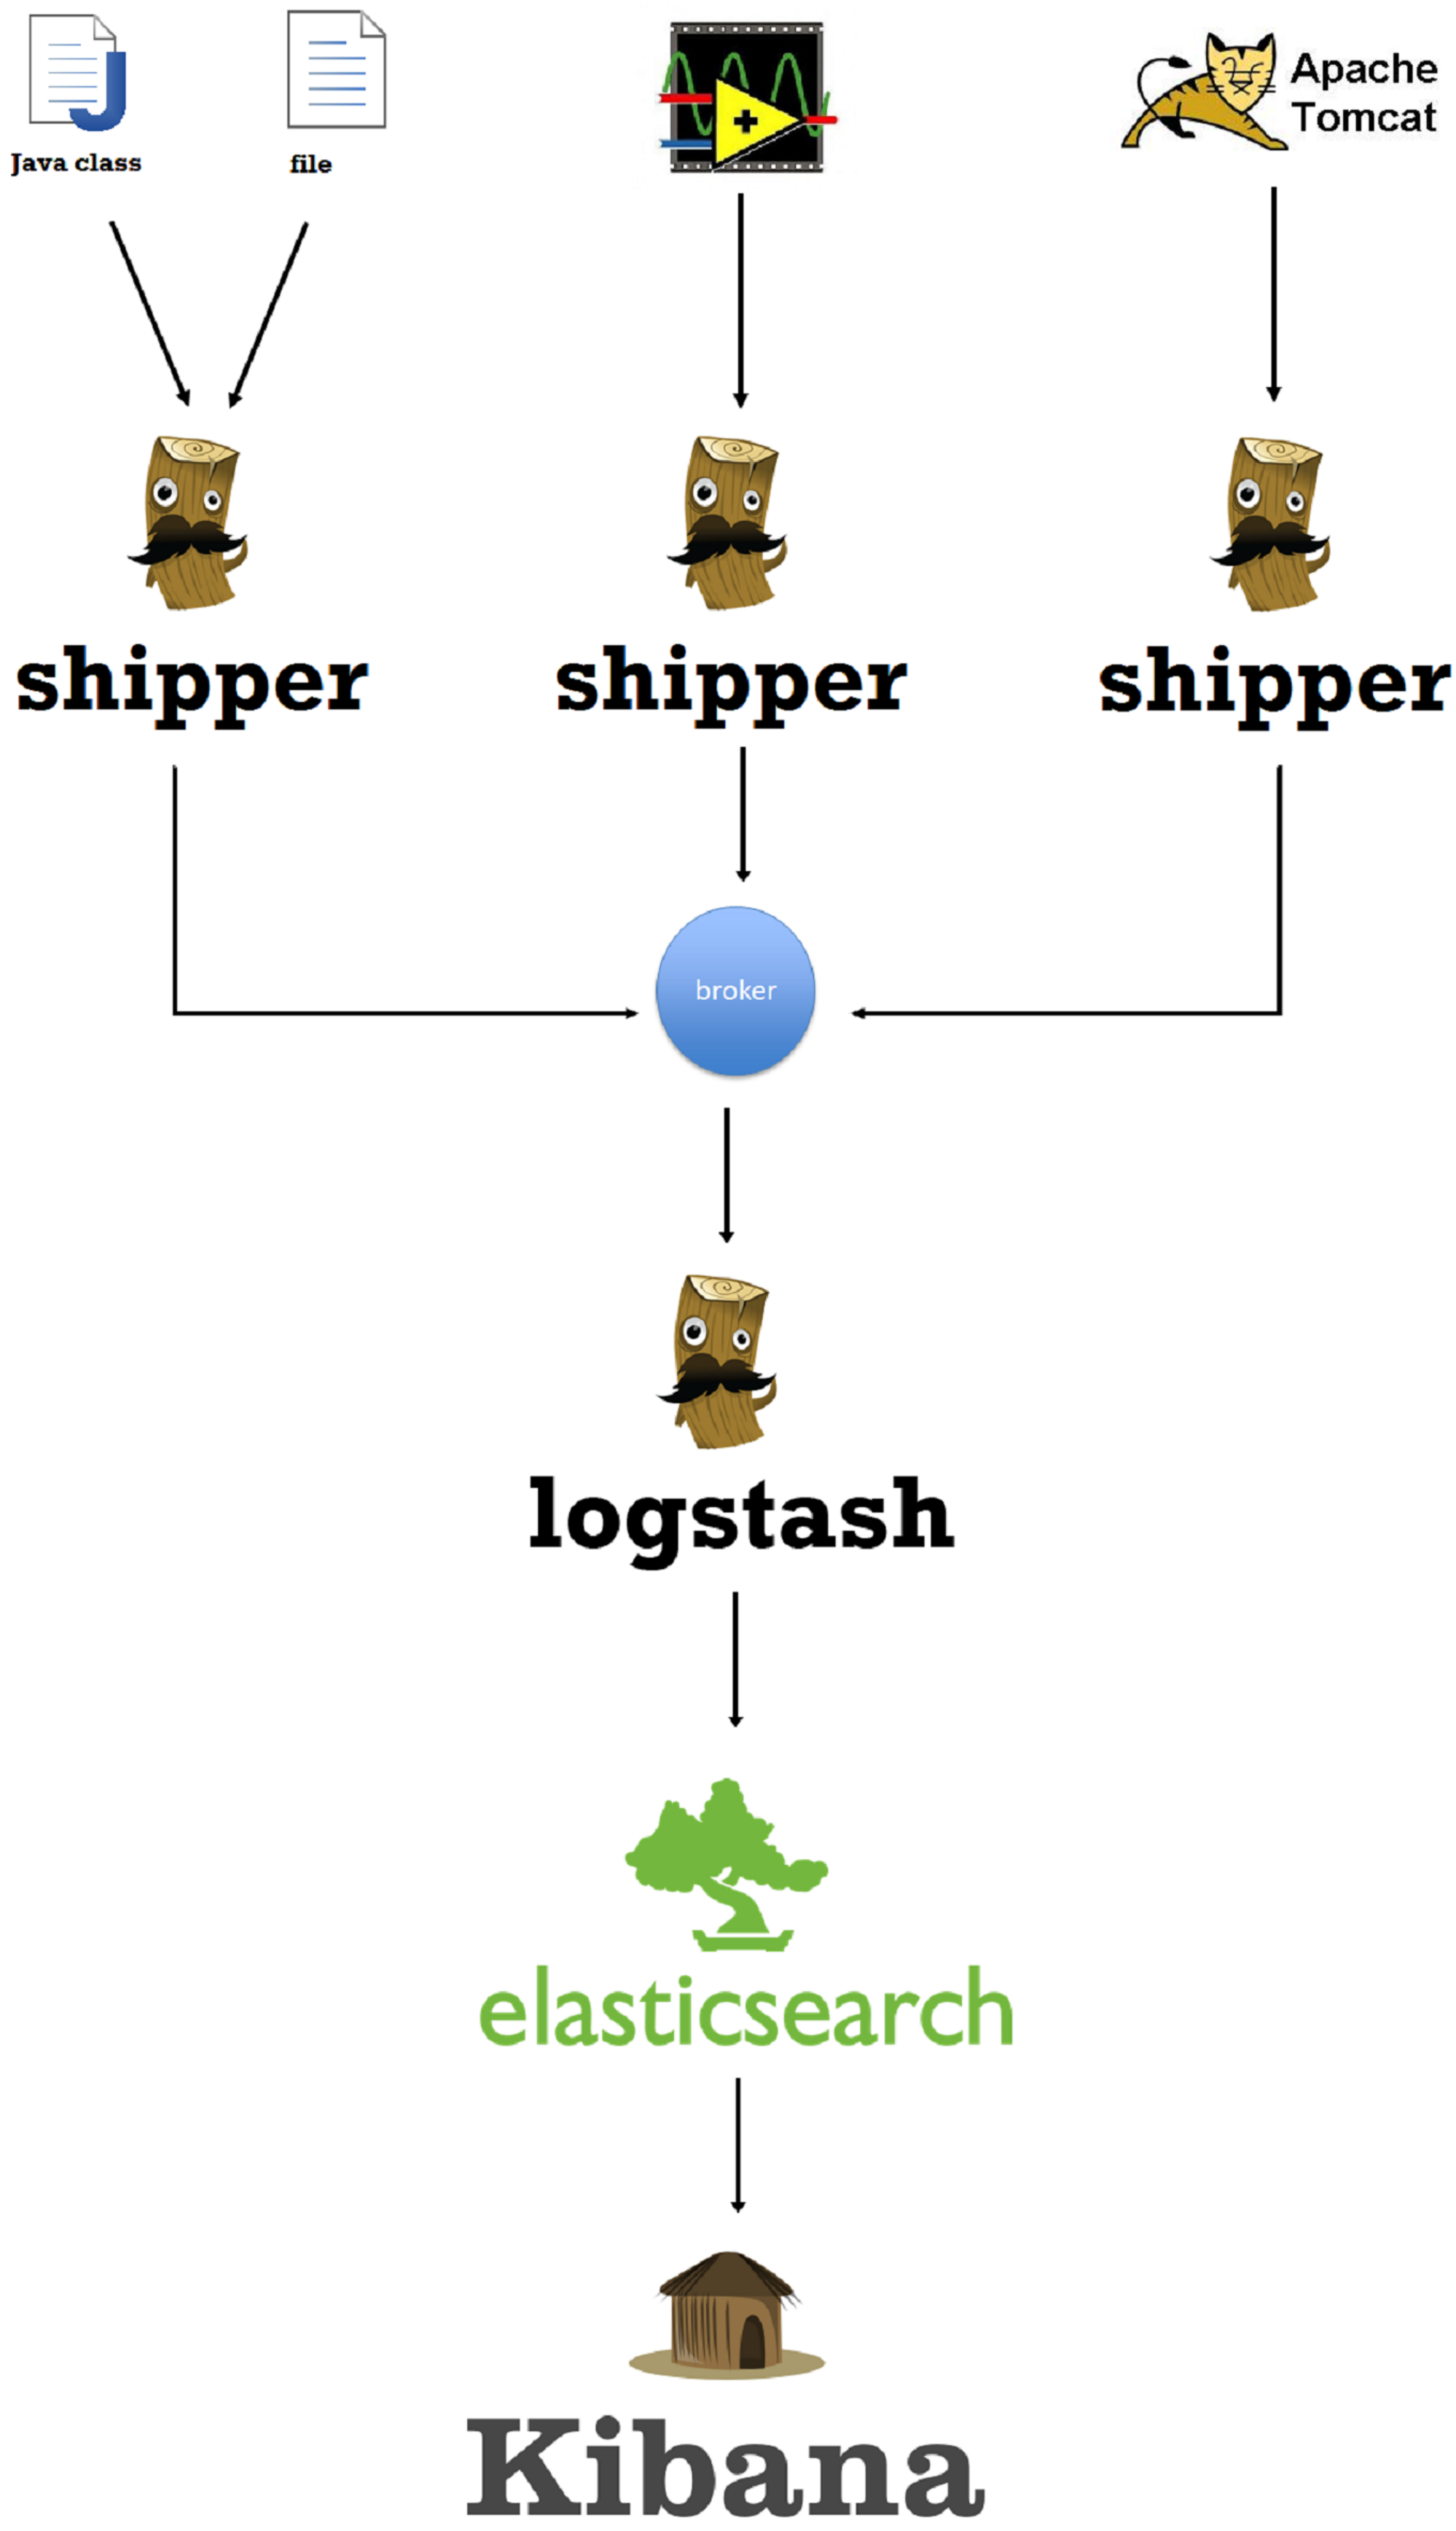 Java class
file
Apache
Tomcat
shipper
shipper
shipper
broker
logstash
elasticsearch
Kibana